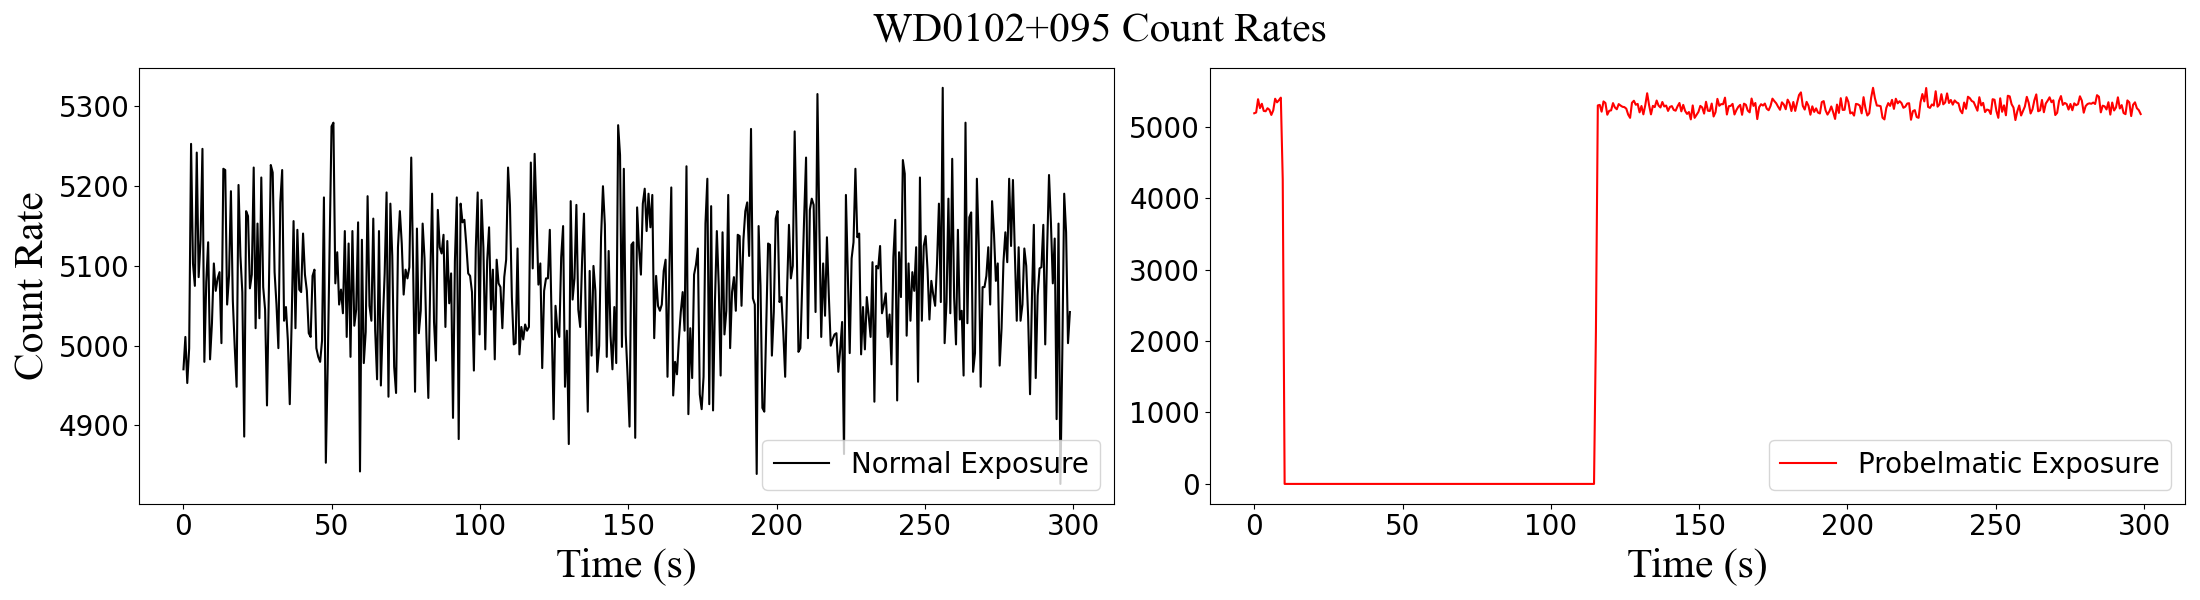 WD0102+095 Count Rates
Count Rate
5300
5200
5100
5000
4900
0 50 100 150 200 250 300
Time (s)
Normal Exposure
5000
4000
3000
2000
1000
0
0 50 100 150 200 250 300
Time (s)
Probelmatic Exposure